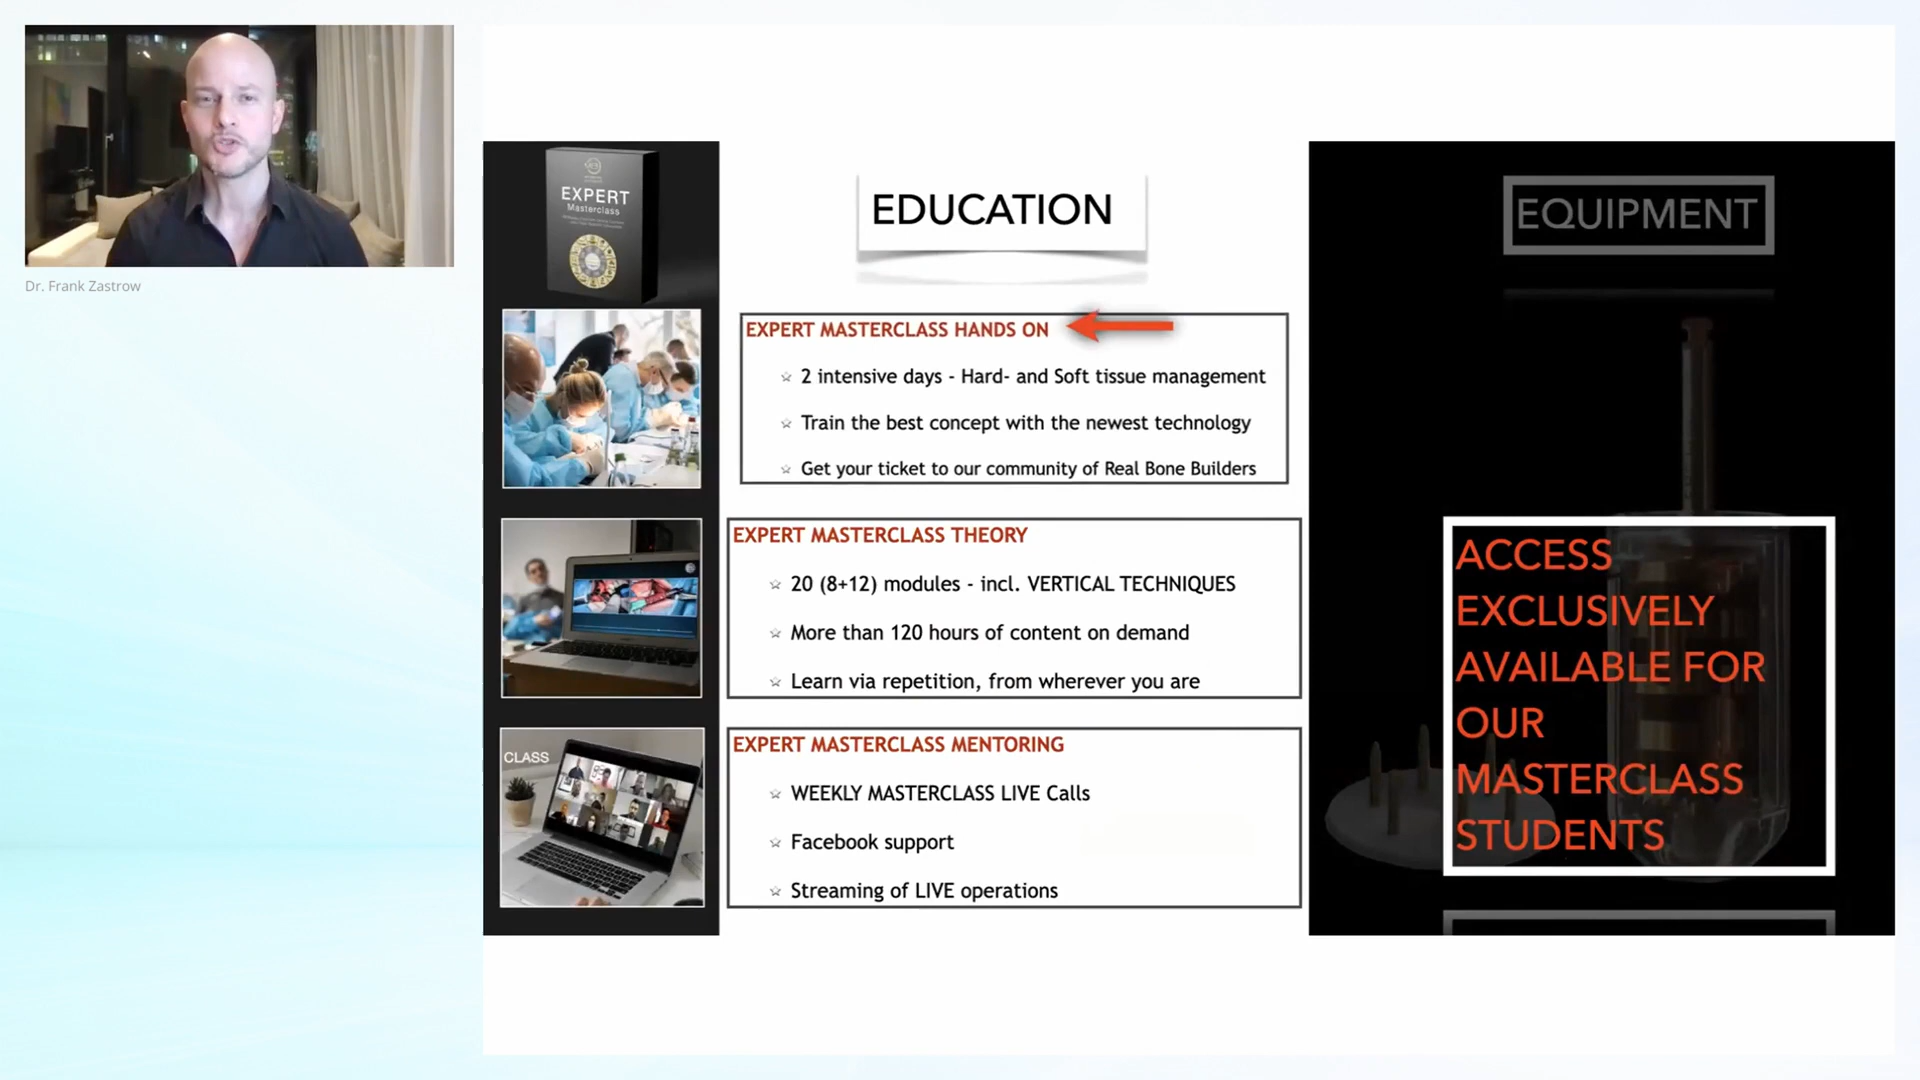 Dr. Frank Zastrow
EXPERT
Masterclass
EDUCATION
EXPERT MASTERCLASS HANDS ON
☆ 2 intensive days - Hard- and Soft tissue management
☆ Train the best concept with the newest technology
☆ Get your ticket to our community of Real Bone Builders
EXPERT MASTERCLASS THEORY
☆ 20 (8+12) modules - incl. VERTICAL TECHNIQUES
☆ More than 120 hours of content on demand
☆ Learn via repetition, from wherever you are
CLASS
EXPERT MASTERCLASS MENTORING
☆ WEEKLY MASTERCLASS LIVE Calls
☆ Facebook support
☆ Streaming of LIVE operations
EQUIPMENT
ACCESS
EXCLUSIVELY
AVAILABLE FOR
OUR
MASTERCLASS
STUDENTS